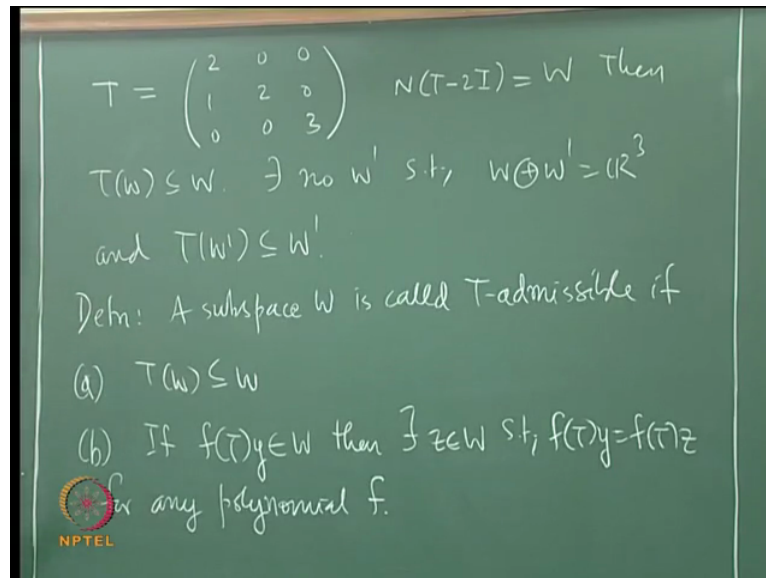 T = ( 2 0 0 ; 1 2 0 ; 0 0 3 ) N(T-2I) = W Then
T(W) ⊆ W. ∃ no W' s.t, W ⊕ W' = ℝ³
and T(W') ⊆ W'.
Defn: A subspace W is called T-admissible if
(a) T(W) ⊆ W
(b) If f(T)y ∈ W then ∃ z ∈ W s.t, f(T)y = f(T)z
for any polynomial f.
NPTEL